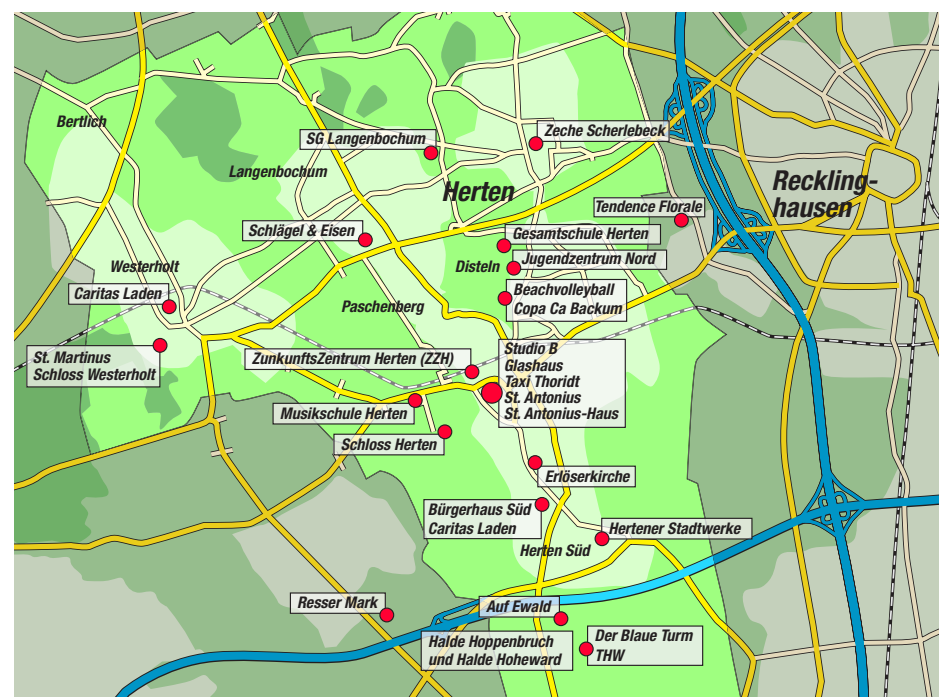 Bertlich
SG Langenbochum
Zeche Scherlebeck
Langenbochum
Herten
Reckling-
hausen
Tendence Florale
Schlägel & Eisen
Gesamtschule Herten
Jugendzentrum Nord
Westerholt
Disteln
Caritas Laden
Paschenberg
Beachvolleyball
Copa Ca Backum
St. Martinus
Schloss Westerholt
ZunkunftsZentrum Herten (ZZH)
Studio B
Glashaus
Taxi Thoridt
St. Antonius
St. Antonius-Haus
Musikschule Herten
Schloss Herten
Erlöserkirche
Bürgerhaus Süd
Caritas Laden
Hertener Stadtwerke
Herten Süd
Resser Mark
Auf Ewald
Halde Hoppenbruch
und Halde Hoheward
Der Blaue Turm
THW